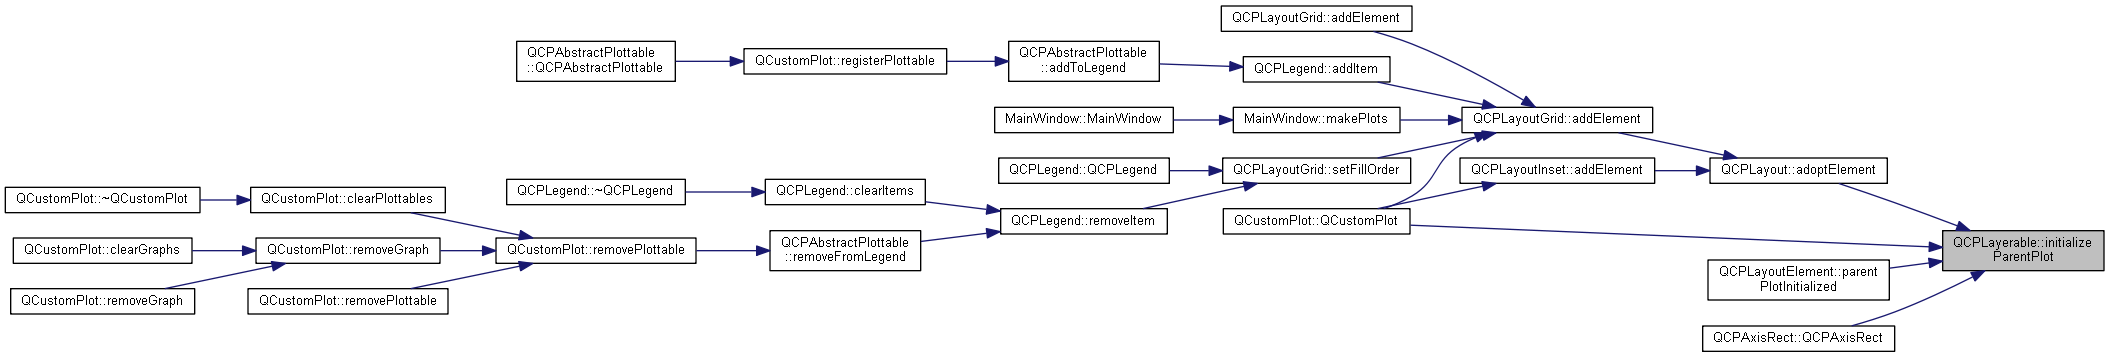 QCPLayoutGrid::addElement
QCPAbstractPlottable
::QCPAbstractPlottable
QCustomPlot::registerPlottable
QCPAbstractPlottable
::addToLegend
QCPLegend::addItem
MainWindow::MainWindow
MainWindow::makePlots
QCPLayoutGrid::addElement
QCPLegend::QCPLegend
QCPLayoutGrid::setFillOrder
QCPLayoutInset::addElement
QCPLayout::adoptElement
QCustomPlot::~QCustomPlot
QCustomPlot::clearPlottables
QCPLegend::~QCPLegend
QCPLegend::clearItems
QCPLegend::removeItem
QCustomPlot::QCustomPlot
QCustomPlot::clearGraphs
QCustomPlot::removeGraph
QCustomPlot::removePlottable
QCPAbstractPlottable
::removeFromLegend
QCPLayerable::initialize
ParentPlot
QCPLayoutElement::parent
PlotInitialized
QCustomPlot::removeGraph
QCustomPlot::removePlottable
QCPAxisRect::QCPAxisRect